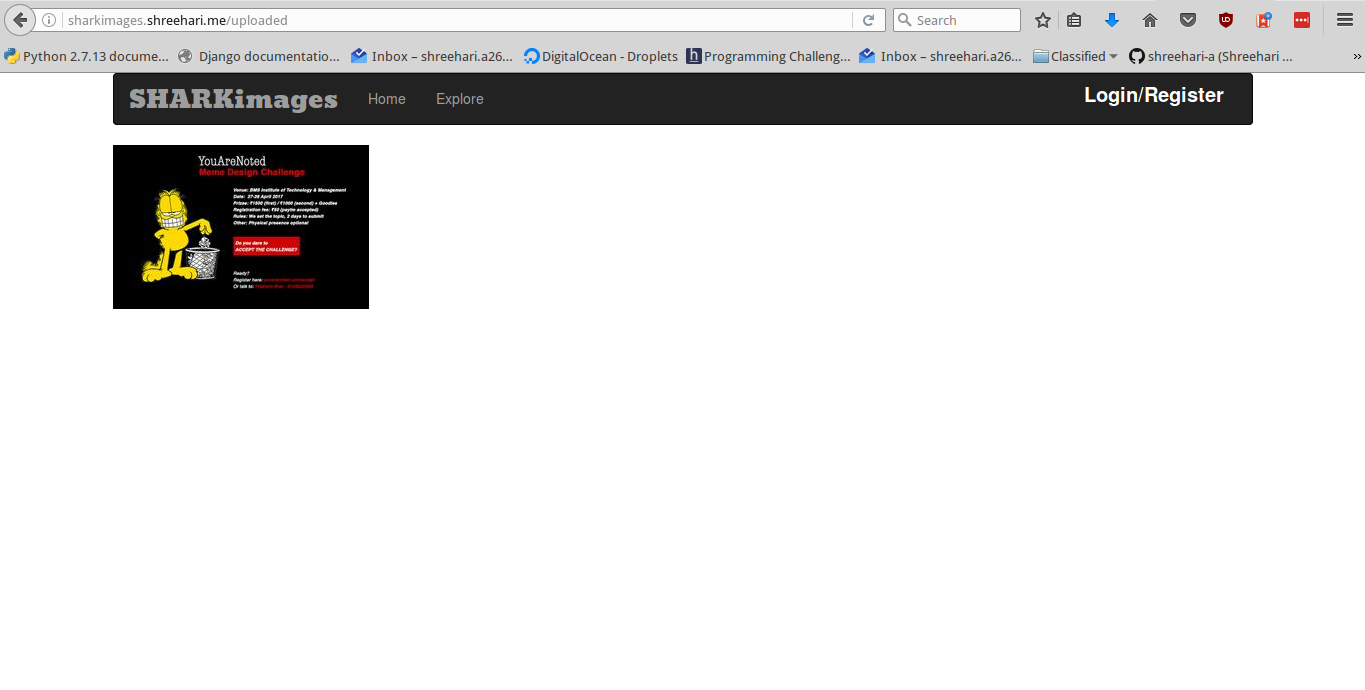 sharkimages.shreehari.me/uploaded
Search
Python 2.7.13 docume...
Django documentatio...
Inbox – shreehari.a26...
DigitalOcean - Droplets
Programming Challeng...
Inbox – shreehari.a26...
Classified
shreehari-a (Shreehari ...
»
SHARKimages
Home
Explore
Login/Register
YouAreNoted
Meme Design Challenge
Venue: BMS Institute of Technology & Management
Date: 27-28 April 2017
Prizes: ₹1500 (first) / ₹1000 (second) + Goodies
Registration fee: ₹50 (paytm accepted)
Rules: We set the topic, 2 days to submit
Other: Physical presence optional
Do you dare to
ACCEPT THE CHALLENGE?
Ready?
Register here:
Or talk to: